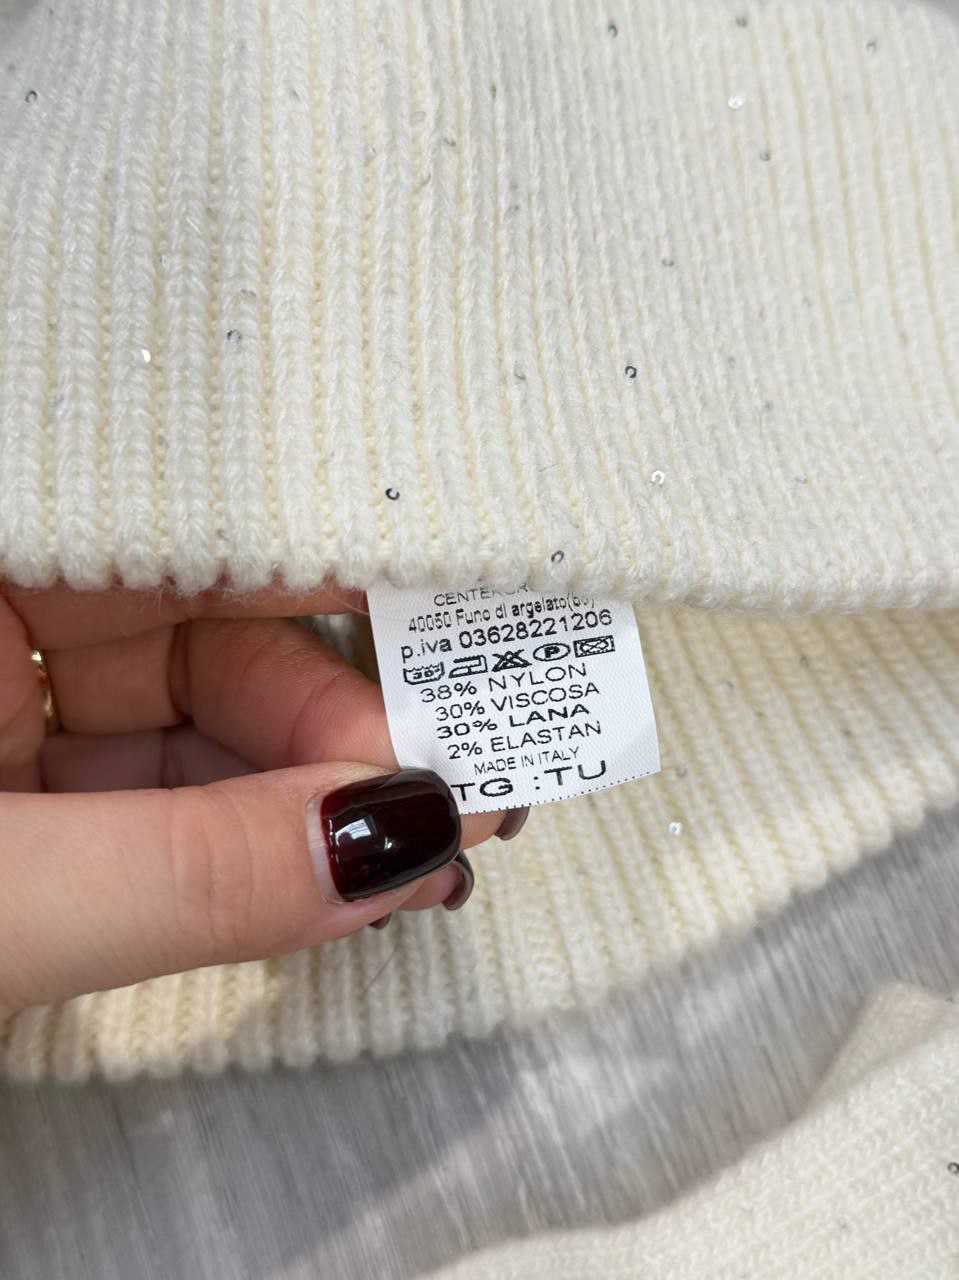 40050 Funo di argelato(bo)
p.iva 03628221206
30° P
38% NYLON
30% VISCOSA
30% LANA
2% ELASTAN
MADE IN ITALY
TG :TU